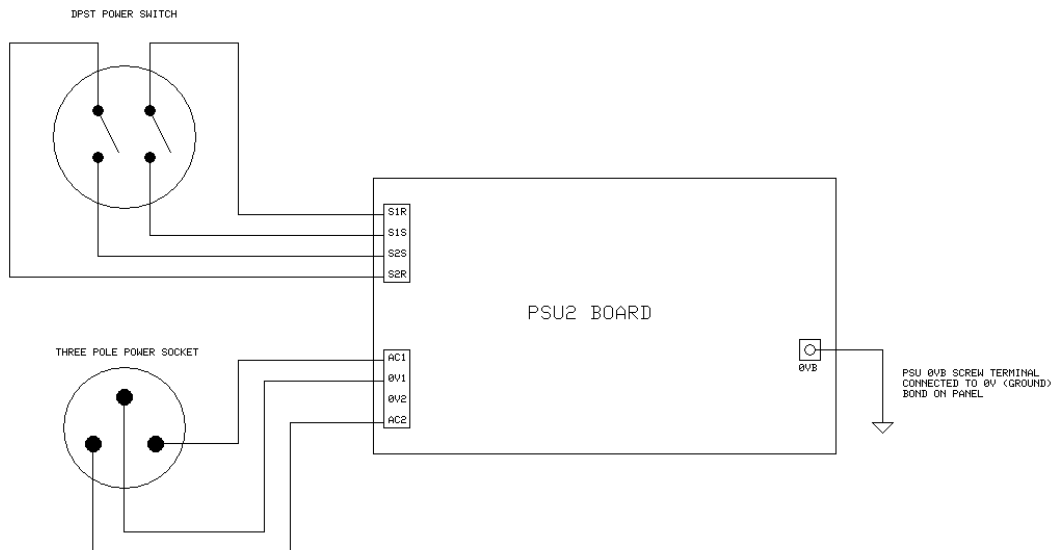 DPST POWER SWITCH
S1R
S1S
S2S
S2R
PSU2 BOARD
THREE POLE POWER SOCKET
AC1
0V1
0V2
AC2
0VB
PSU 0VB SCREW TERMINAL
CONNECTED TO 0V (GROUND)
BOND ON PANEL